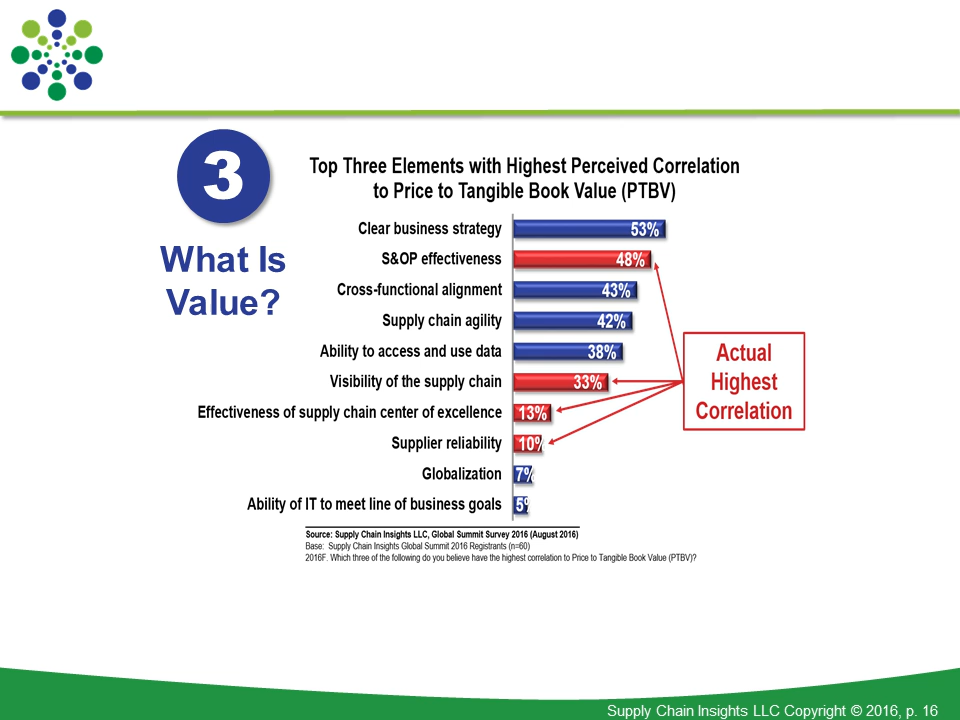 3
What Is
Value?
Top Three Elements with Highest Perceived Correlation
to Price to Tangible Book Value (PTBV)
Clear business strategy 53%
S&OP effectiveness 48%
Cross-functional alignment 43%
Supply chain agility 42%
Ability to access and use data 38%
Visibility of the supply chain 33%
Effectiveness of supply chain center of excellence 13%
Supplier reliability 10%
Globalization 7%
Ability of IT to meet line of business goals 5%
Actual
Highest
Correlation
Source: Supply Chain Insights LLC, Global Summit Survey 2016 (August 2016)
Base: Supply Chain Insights Global Summit 2016 Registrants (n=60)
2016F. Which three of the following do you believe have the highest correlation to Price to Tangible Book Value (PTBV)?
Supply Chain Insights LLC Copyright © 2016, p. 16